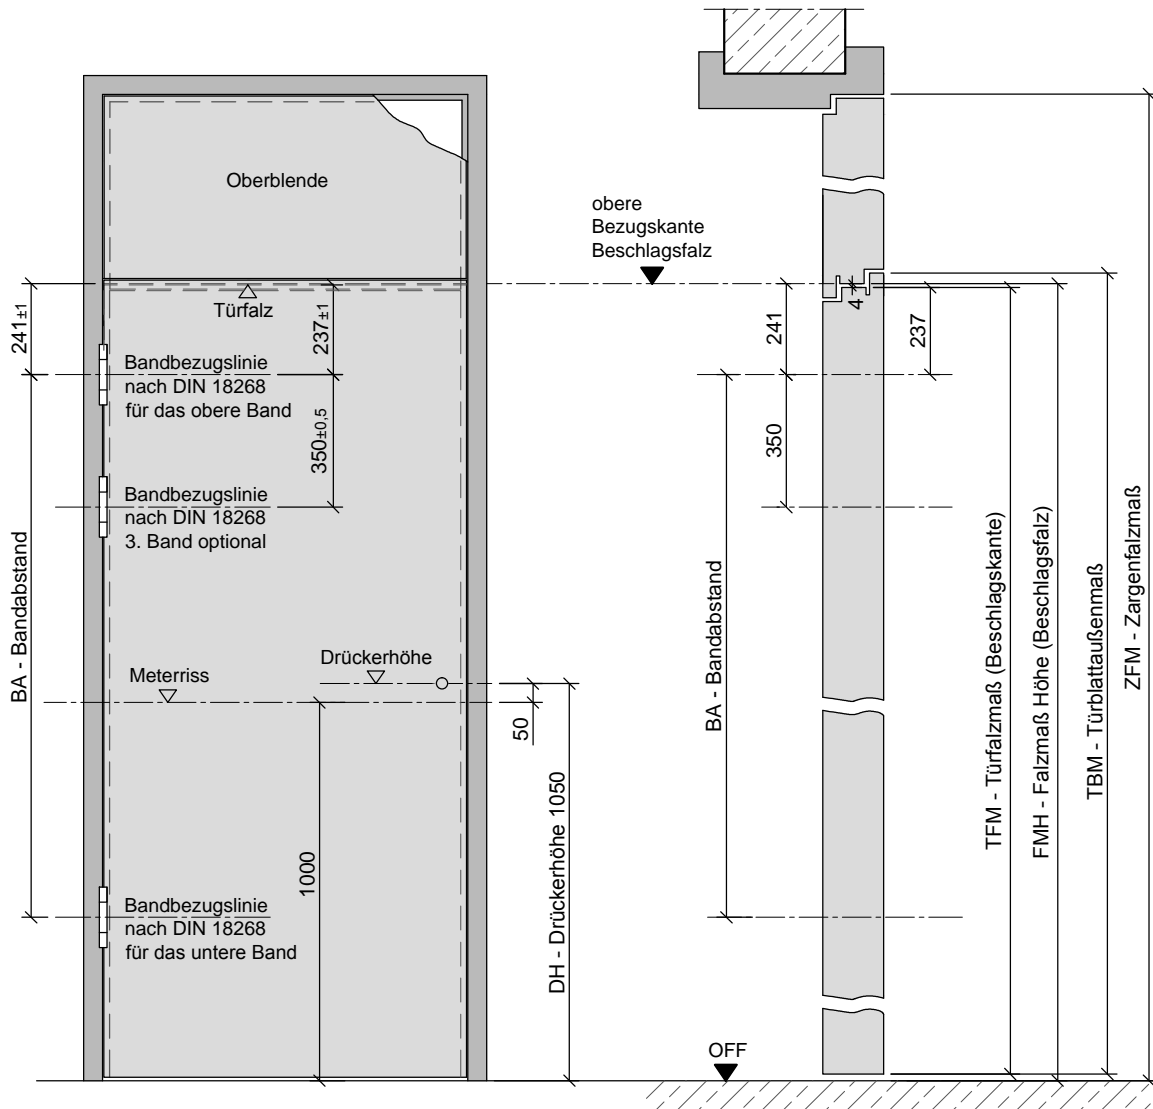 Oberblende
obere
Bezugskante
Beschlagsfalz
Türfalz
241±1
237±1
241
4
237
Bandbezugslinie
nach DIN 18268
für das obere Band
350±0,5
350
Bandbezugslinie
nach DIN 18268
3. Band optional
BA - Bandabstand
BA - Bandabstand
Drückerhöhe
Meterriss
50
1000
DH - Drückerhöhe 1050
Bandbezugslinie
nach DIN 18268
für das untere Band
TFM - Türfalzmaß (Beschlagskante)
FMH - Falzmaß Höhe (Beschlagsfalz)
TBM - Türblattaußenmaß
ZFM - Zargenfalzmaß
OFF